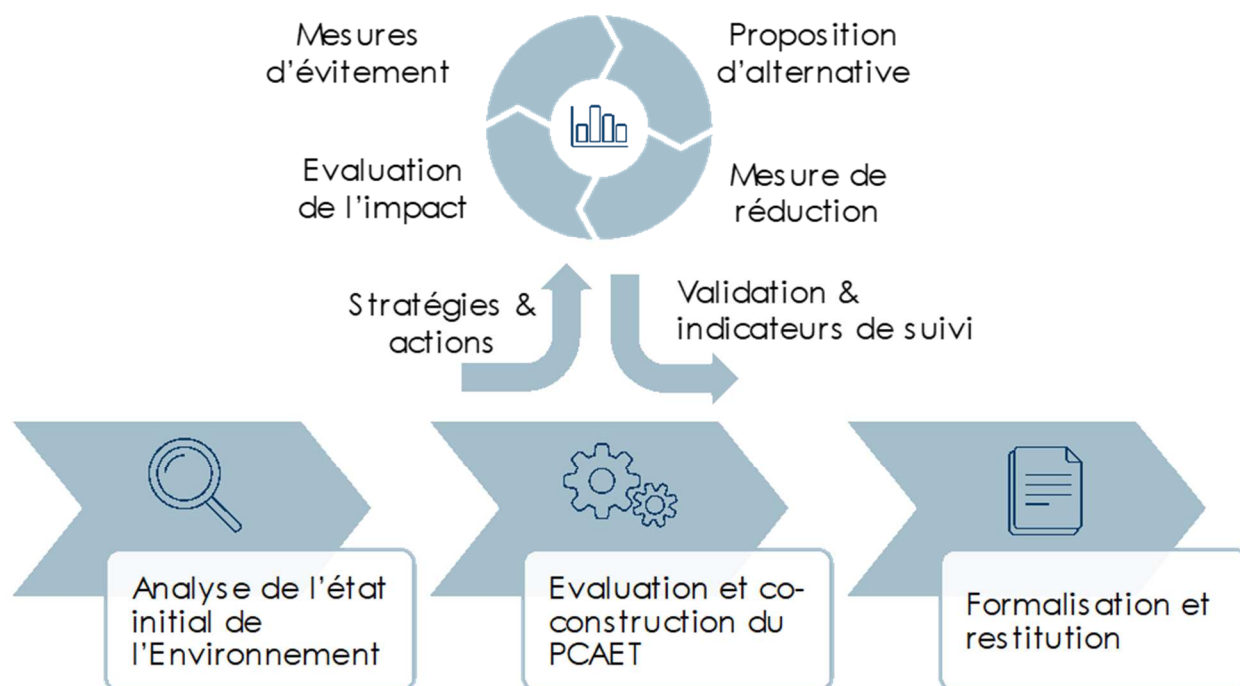 Mesures
d'évitement
Proposition
d'alternative
Evaluation
de l'impact
Mesure de
réduction
Stratégies &
actions
Validation &
indicateurs de suivi
Analyse de l'état
initial de
l'Environnement
Evaluation et co-
construction du
PCAET
Formalisation et
restitution